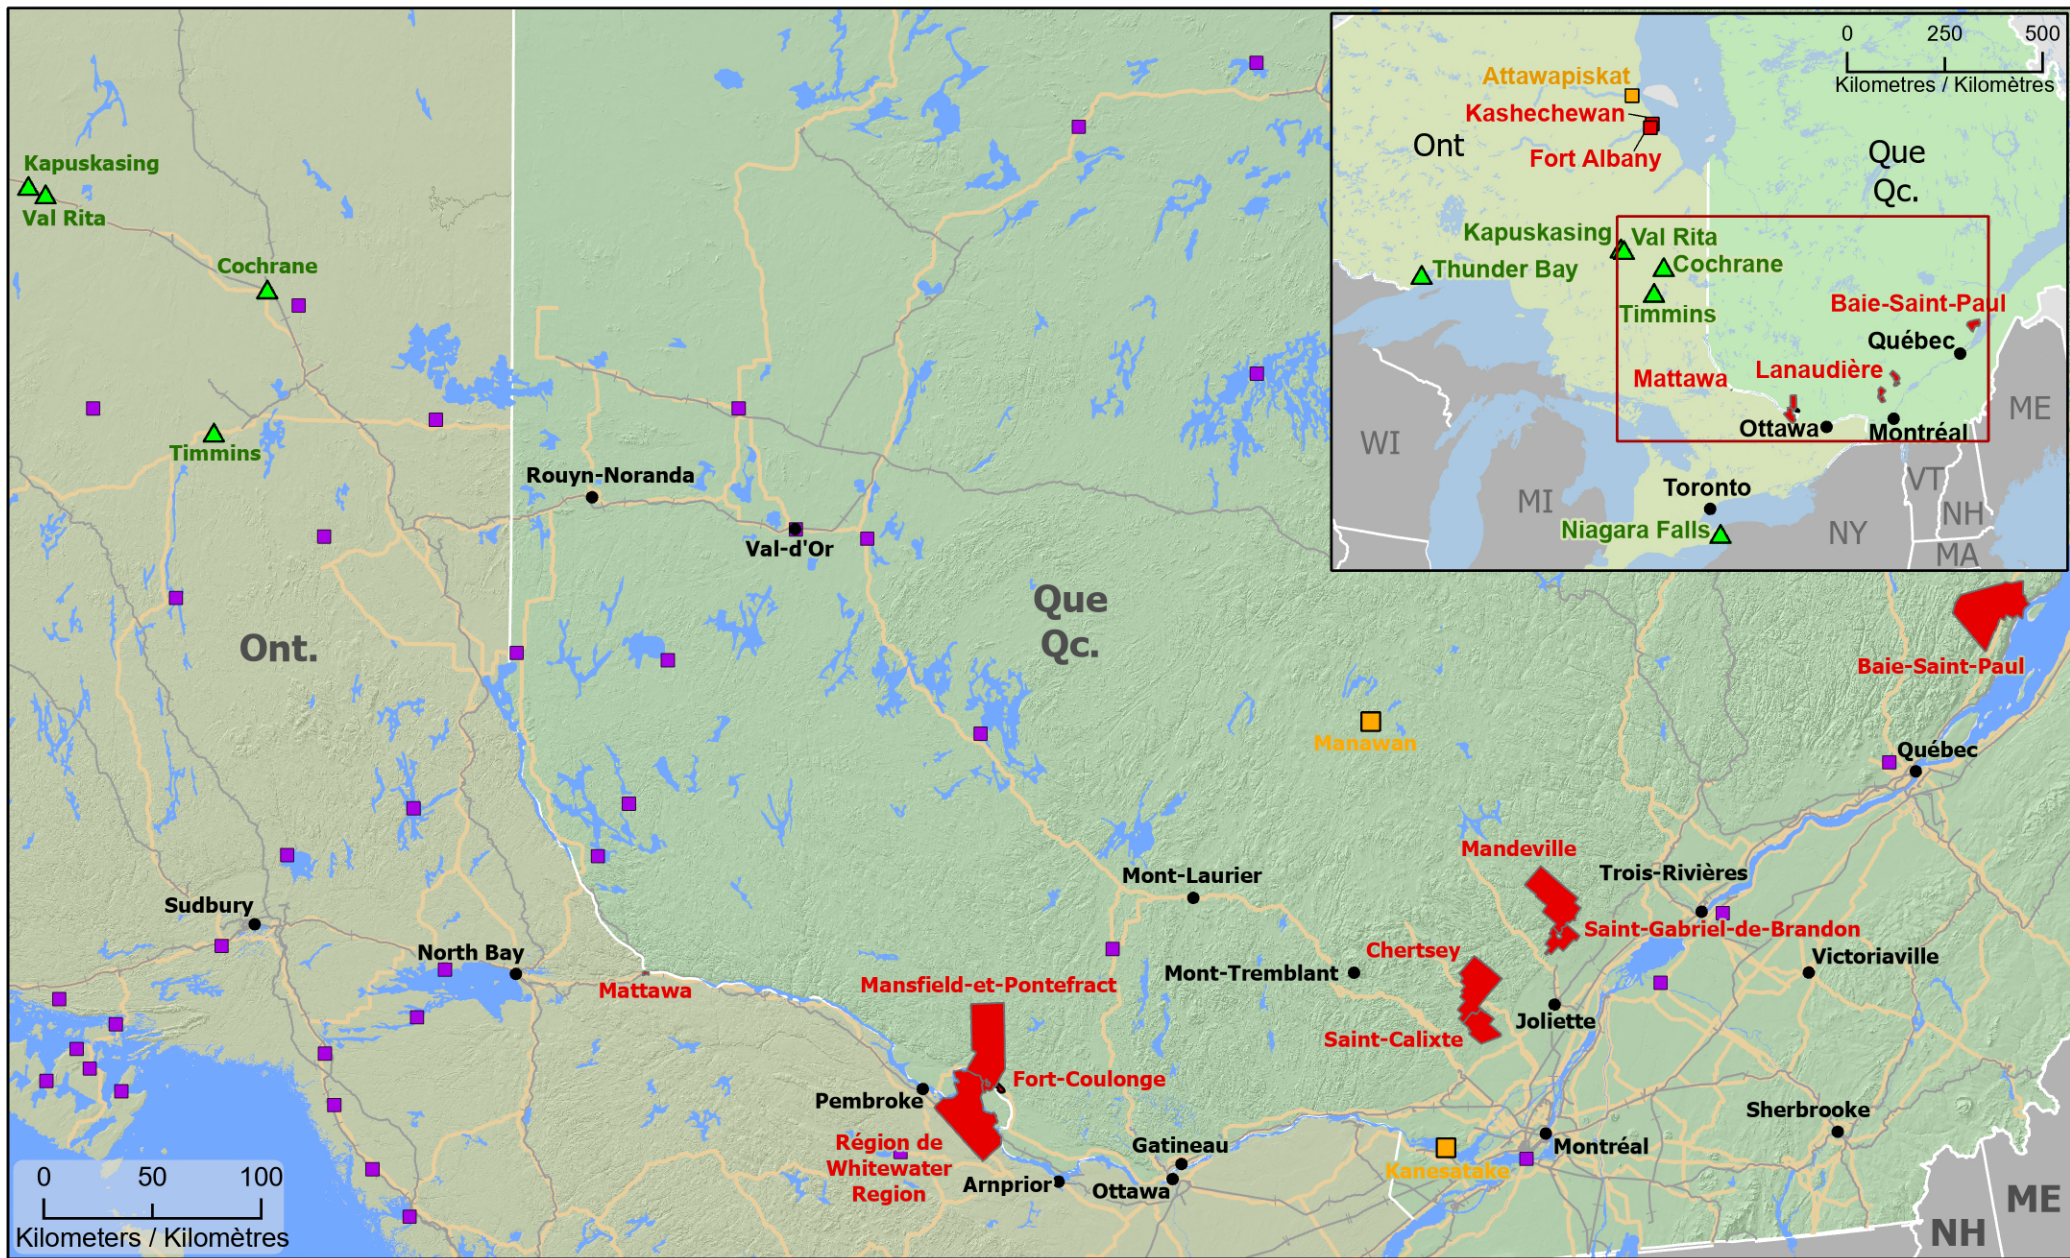 Kapuskasing
Val Rita
Cochrane
Timmins
Rouyn-Noranda
Val-d'Or
Ont.
Que
Qc.
Manawan
Baie-Saint-Paul
Québec
Mandeville
Mont-Laurier
Trois-Rivières
Sudbury
Saint-Gabriel-de-Brandon
North Bay
Chertsey
Victoriaville
Mont-Tremblant
Mattawa
Mansfield-et-Pontefract
Joliette
Saint-Calixte
Fort-Coulonge
Pembroke
Sherbrooke
Région de
Whitewater
Region
Gatineau
Montréal
Kanesatake
Arnprior
Ottawa
ME
NH
0 50 100
Kilometers / Kilomètres
0 250 500
Kilometres / Kilomètres
Attawapiskat
Kashechewan
Ont
Fort Albany
Que
Qc.
Kapuskasing
Val Rita
Thunder Bay
Cochrane
Timmins
Baie-Saint-Paul
Québec
Lanaudière
Mattawa
ME
Ottawa
Montréal
WI
MI
Toronto
VT
NH
Niagara Falls
NY
MA